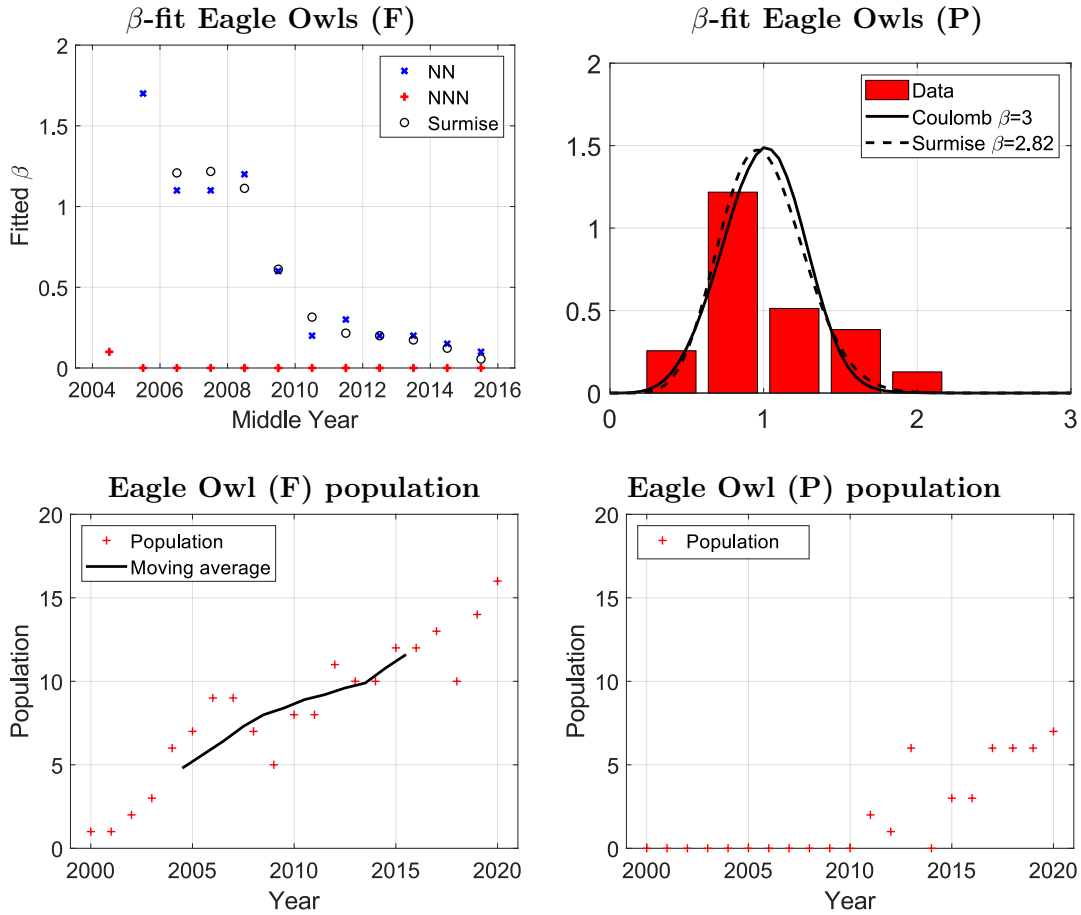 β-fit Eagle Owls (F)
2
1.5
1
0.5
0
Fitted β
NN
NNN
Surmise
2004 2006 2008 2010 2012 2014 2016
Middle Year
β-fit Eagle Owls (P)
2
1.5
1
0.5
0
Data
Coulomb β=3
Surmise β=2.82
0 1 2 3
Eagle Owl (F) population
20
15
10
5
0
Population
Population
Moving average
2000 2005 2010 2015 2020
Year
Eagle Owl (P) population
20
15
10
5
0
Population
Population
2000 2005 2010 2015 2020
Year